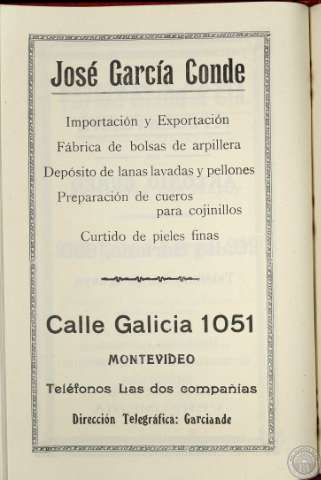 José García Conde
Importación y Exportación
Fábrica de bolsas de arpillera
Depósito de lanas lavadas y pellones
Preparación de cueros
para cojinillos
Curtido de pieles finas
Calle Galicia 1051
MONTEVIDEO
Teléfonos Las dos compañías
Dirección Telegráfica: Garciande